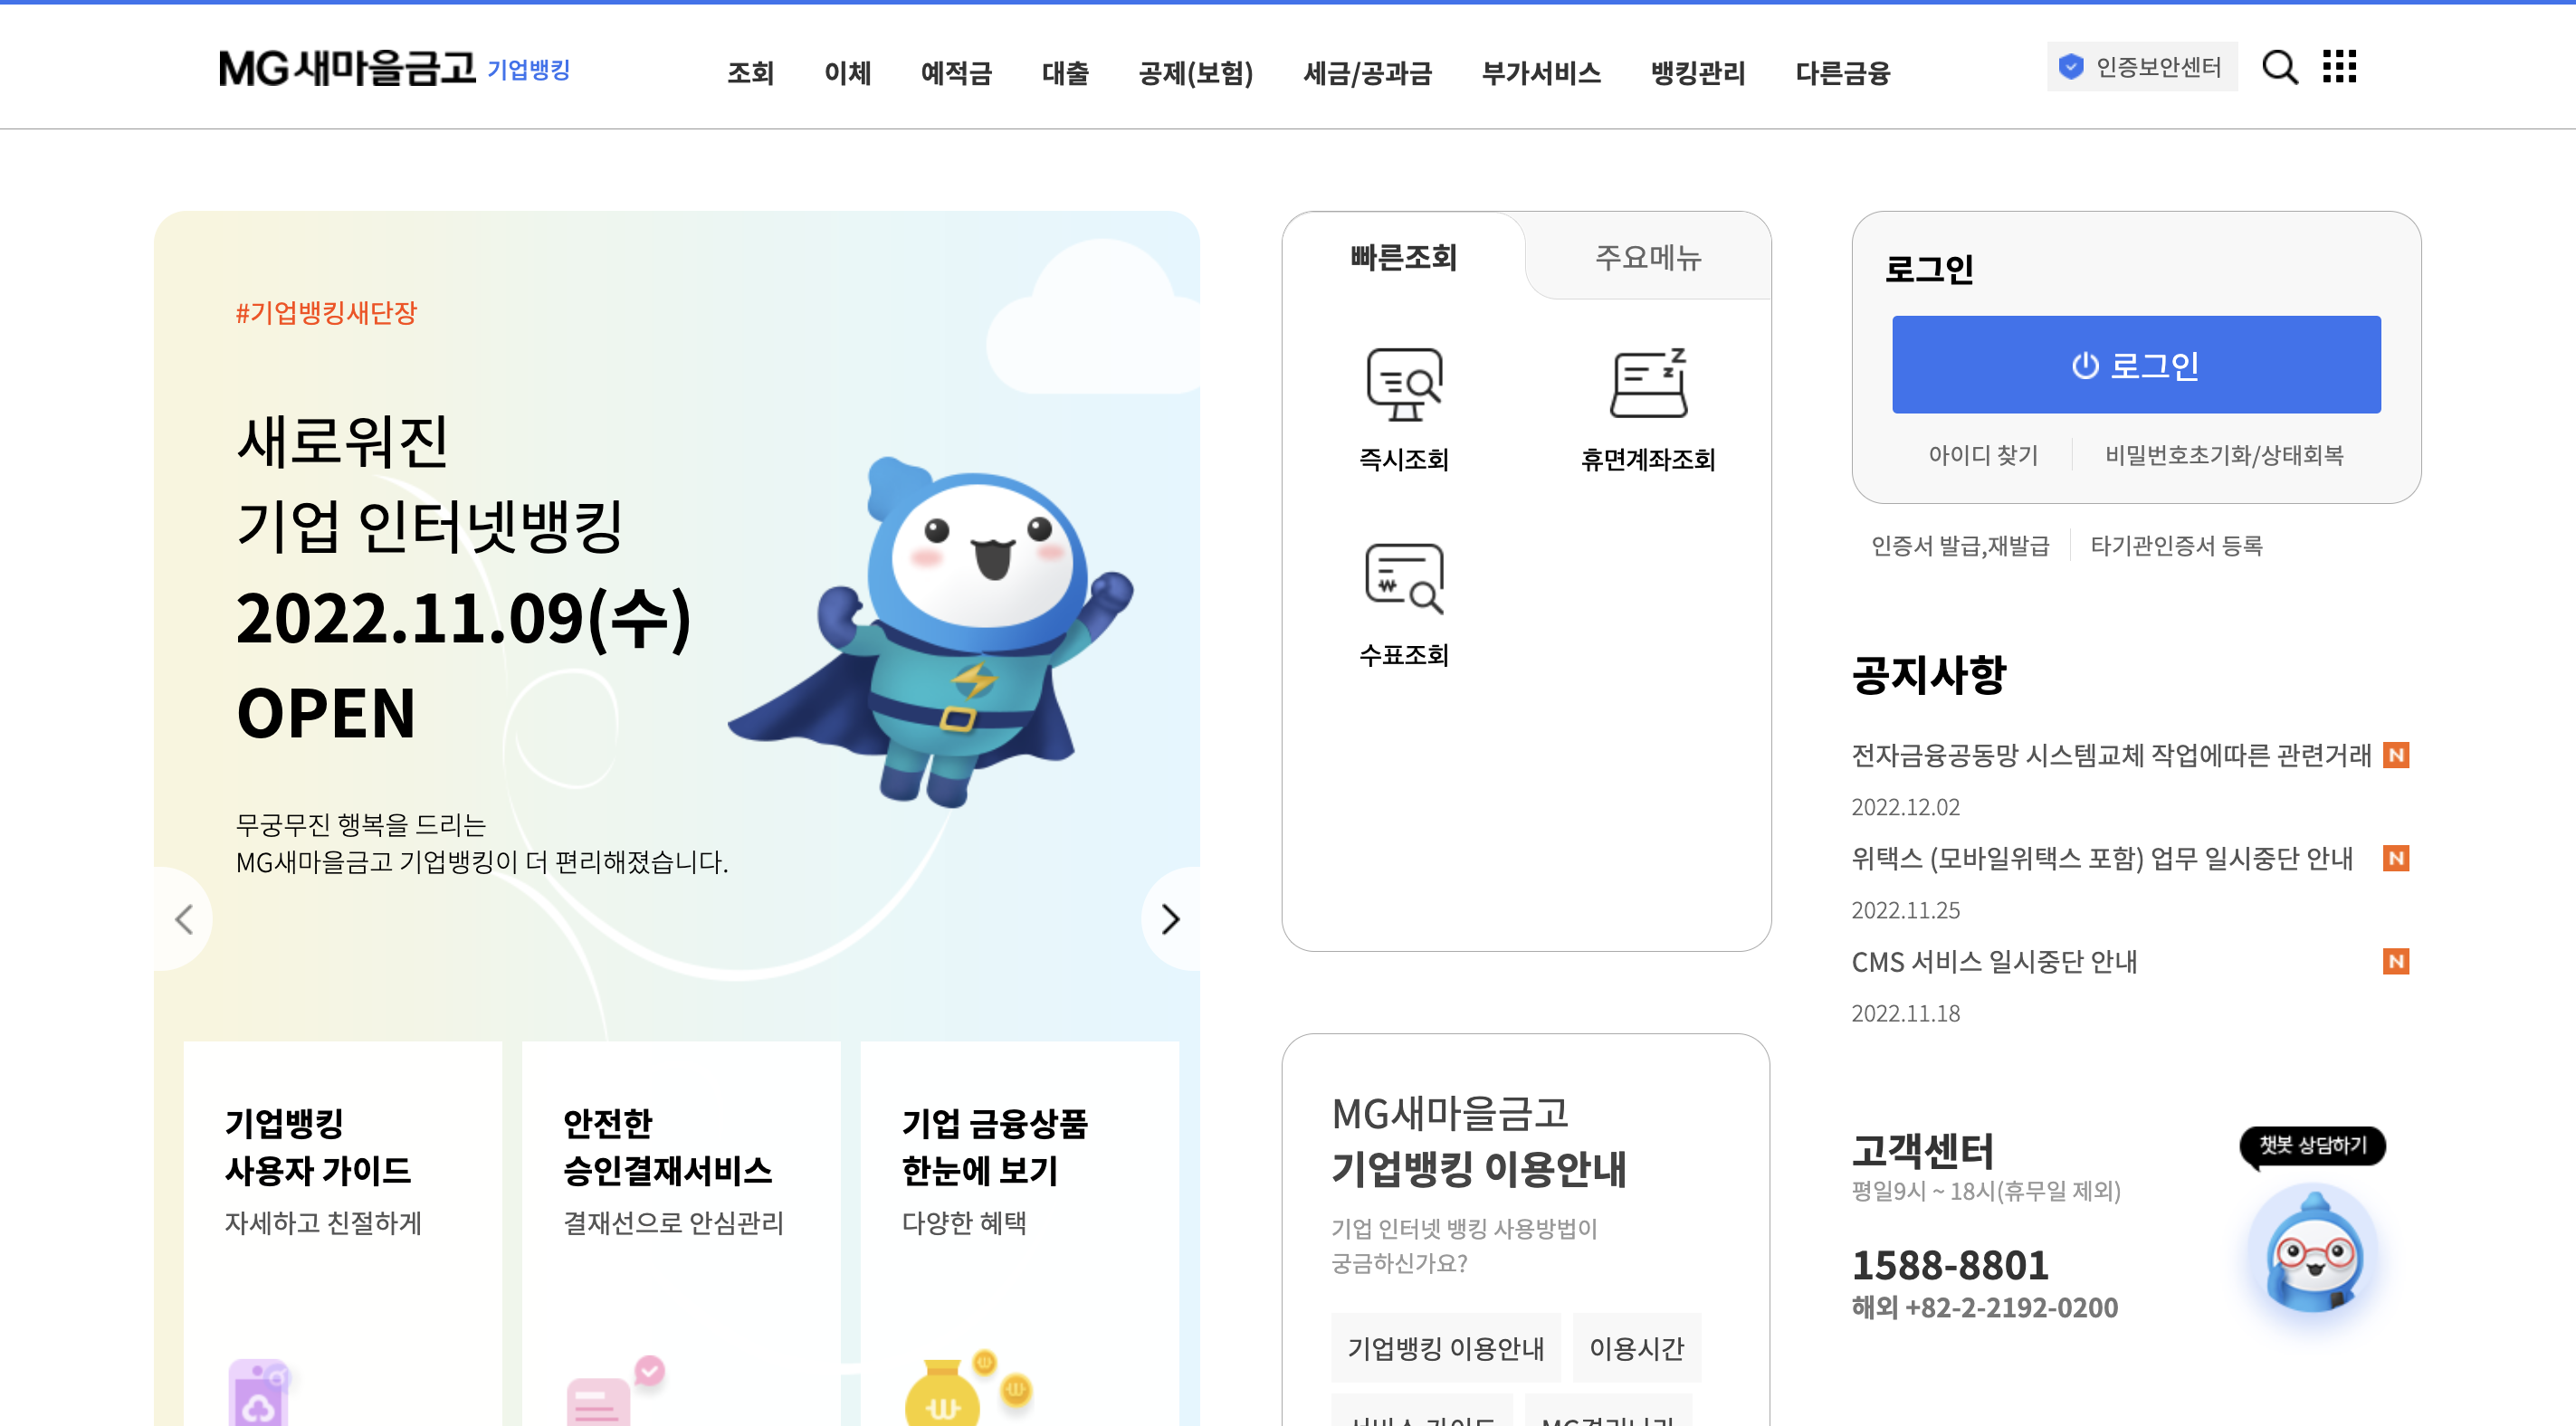 MG새마을금고 기업뱅킹
조회 이체 예적금 대출 공제(보험) 세금/공과금 부가서비스 뱅킹관리 다른금융
인증보안센터
#기업뱅킹새단장
새로워진
기업 인터넷뱅킹
2022.11.09(수)
OPEN
무궁무진 행복을 드리는
MG새마을금고 기업뱅킹이 더 편리해졌습니다.
기업뱅킹
사용자 가이드
자세하고 친절하게
안전한
승인결재서비스
결재선으로 안심관리
기업 금융상품
한눈에 보기
다양한 혜택
빠른조회 주요메뉴
즉시조회 휴면계좌조회
수표조회
MG새마을금고
기업뱅킹 이용안내
기업 인터넷 뱅킹 사용방법이
궁금하신가요?
기업뱅킹 이용안내 이용시간
로그인
로그인
아이디 찾기 비밀번호초기화/상태회복
인증서 발급,재발급 타기관인증서 등록
공지사항
전자금융공동망 시스템교체 작업에따른 관련거래 N
2022.12.02
위택스 (모바일위택스 포함) 업무 일시중단 안내 N
2022.11.25
CMS 서비스 일시중단 안내 N
2022.11.18
고객센터
평일9시 ~ 18시(휴무일 제외)
1588-8801
해외 +82-2-2192-0200
챗봇 상담하기